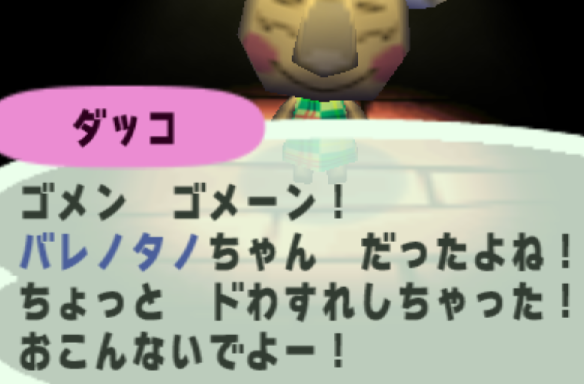 ダッコ
ゴメン　ゴメーン！
バレノタノちゃん　だったよね！
ちょっと　ドわすれしちゃった！
おこんないでよー！